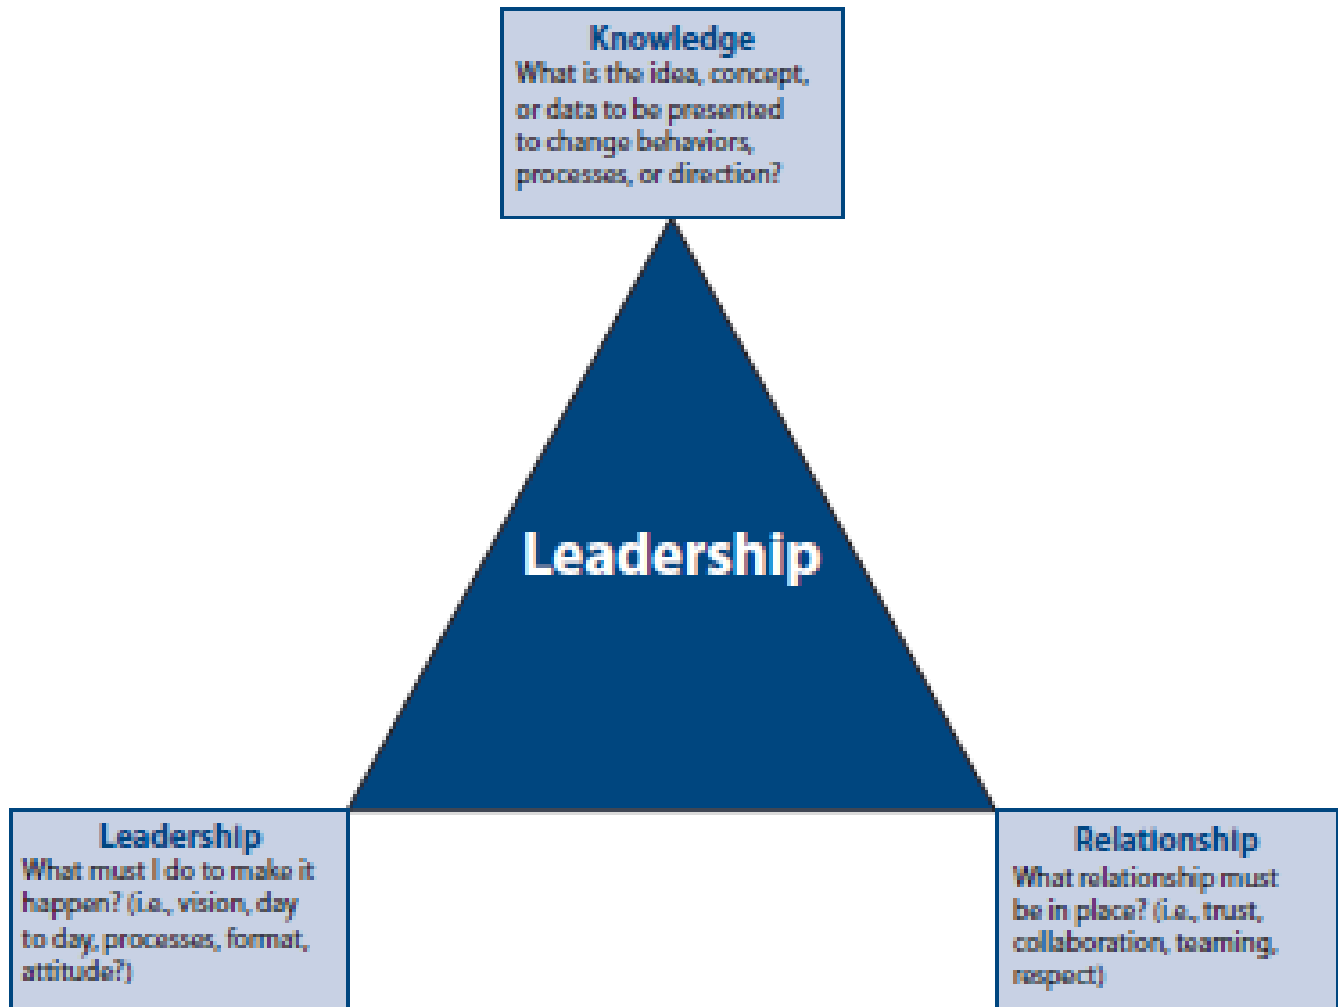 Knowledge
What is the idea, concept,
or data to be presented
to change behaviors,
processes, or direction?
Leadership
Leadership
What must I do to make it
happen? (i.e., vision, day
to day, processes, format,
attitude?)
Relationship
What relationship must
be in place? (i.e., trust,
collaboration, teaming,
respect)